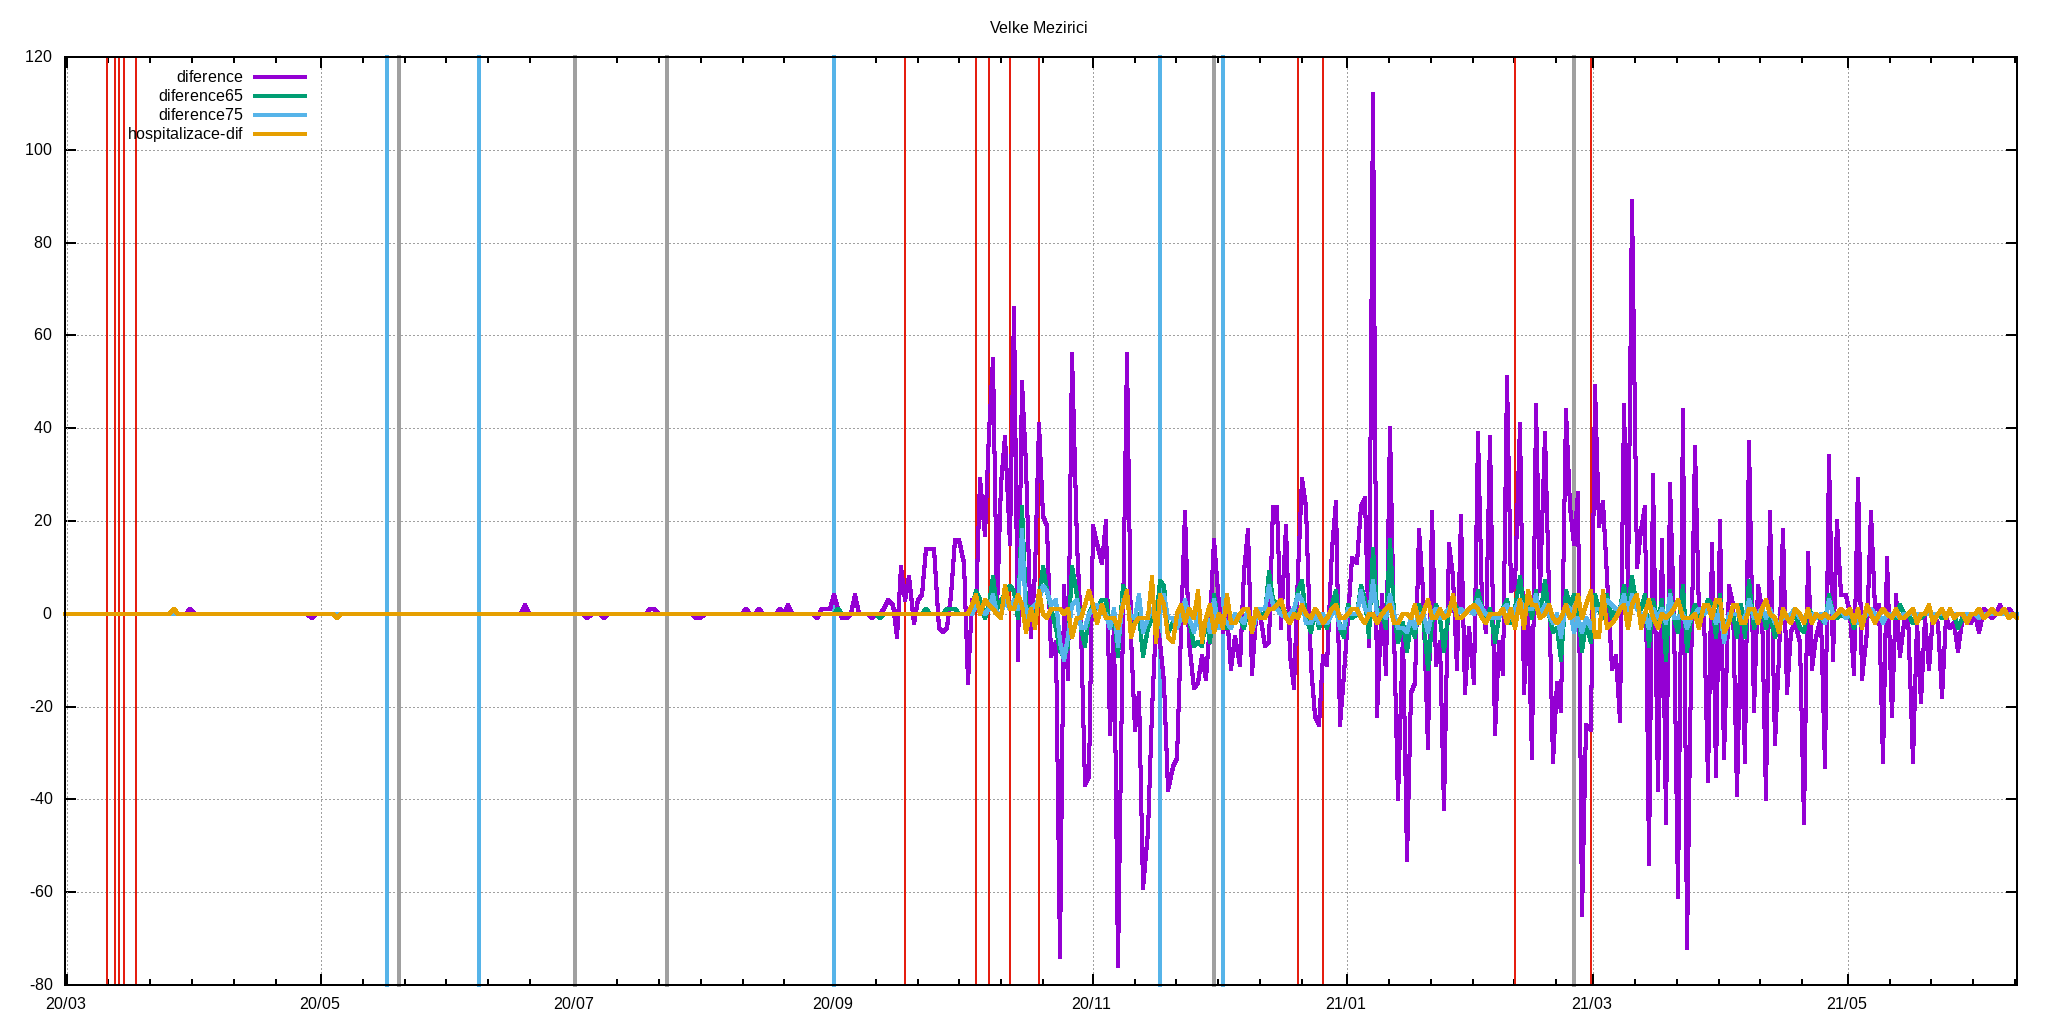 Velke Mezirici
120
100
80
60
40
20
0
-20
-40
-60
-80
diference
diference65
diference75
hospitalizace-dif
20/03 20/05 20/07 20/09 20/11 21/01 21/03 21/05